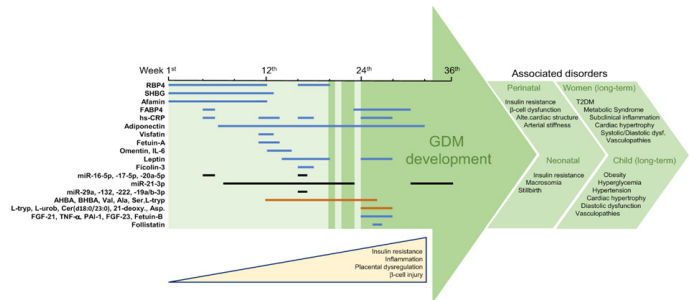 Week 1st 12th 24th 36th
RBP4
SHBG
Afamin
FABP4
hs-CRP
Adiponectin
Visfatin
Fetuin-A
Omentin, IL-6
Leptin
Ficolin-3
miR-16-5p, -17-5p, -20a-5p
miR-21-3p
miR-29a, -132, -222, -19a/b-3p
AHBA, BHBA, Val, Ala, Ser,L-tryp
L-tryp, L-urob, Cer(d18:0/23:0), 21-deoxy., Asp.
FGF-21, TNF-α, PAI-1, FGF-23, Fetuin-B
Follistatin
GDM
development
Insulin resistance
Inflammation
Placental dysregulation
β-cell injury
Associated disorders
Perinatal
Insulin resistance
β-cell dysfunction
Alte.cardiac structure
Arterial stiffness
Women (long-term)
T2DM
Metabolic Syndrome
Subclinical inflammation
Cardiac hypertrophy
Systolic/Diastolic dysf.
Vasculopathies
Neonatal
Insulin resistance
Macrosomia
Stillbirth
Child (long-term)
Obesity
Hyperglycemia
Hypertension
Cardiac hypertrophy
Diastolic dysfunction
Vasculopathies